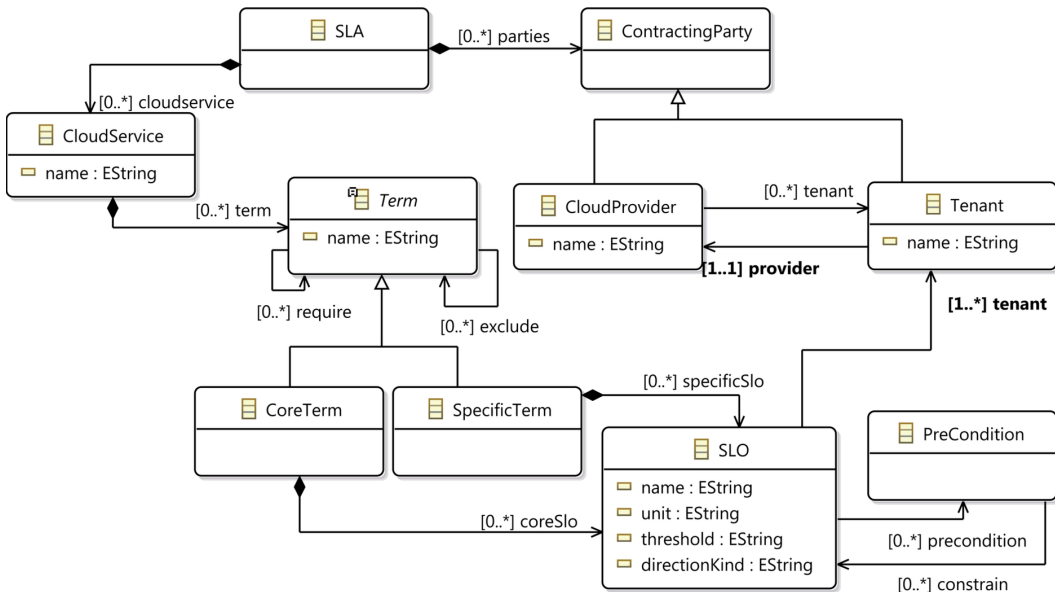 SLA
[0..*] parties
ContractingParty
[0..*] cloudservice
CloudService
name : EString
[0..*] term
Term
name : EString
[0..*] require
[0..*] exclude
CloudProvider
name : EString
[0..*] tenant
Tenant
name : EString
[1..1] provider
[1..*] tenant
CoreTerm
SpecificTerm
[0..*] specificSlo
SLO
name : EString
unit : EString
threshold : EString
directionKind : EString
PreCondition
[0..*] coreSlo
[0..*] precondition
[0..*] constrain